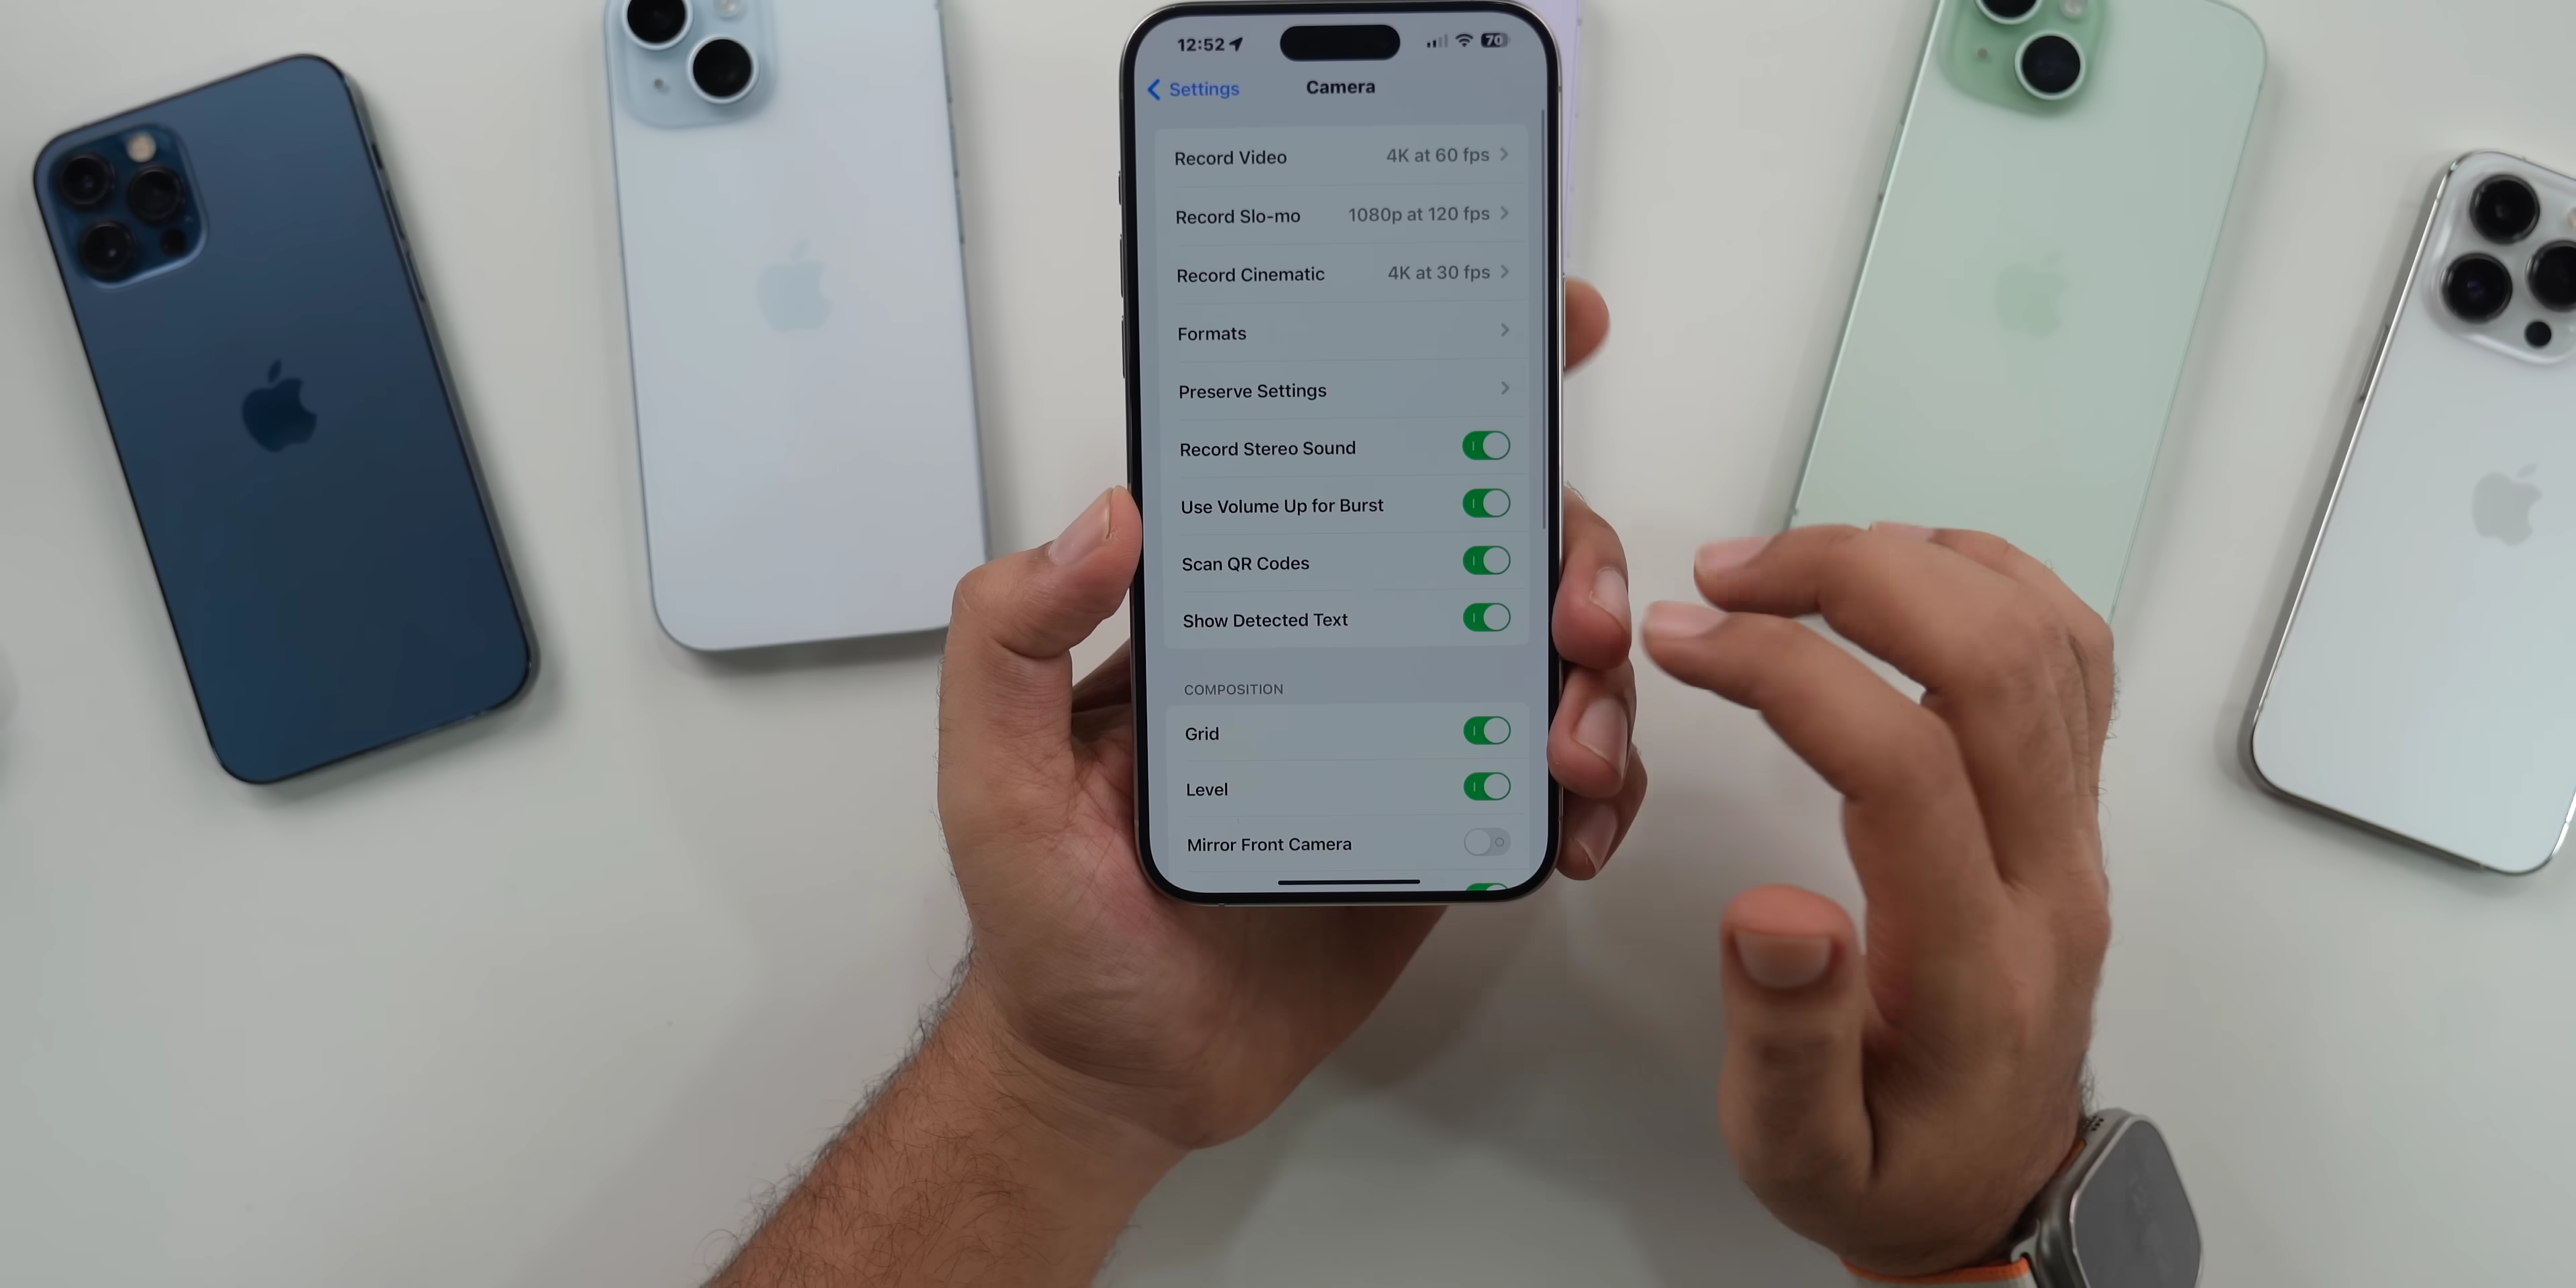 12:52 70
Settings Camera
Record Video 4K at 60 fps
Record Slo-mo 1080p at 120 fps
Record Cinematic 4K at 30 fps
Formats
Preserve Settings
Record Stereo Sound
Use Volume Up for Burst
Scan QR Codes
Show Detected Text
COMPOSITION
Grid
Level
Mirror Front Camera